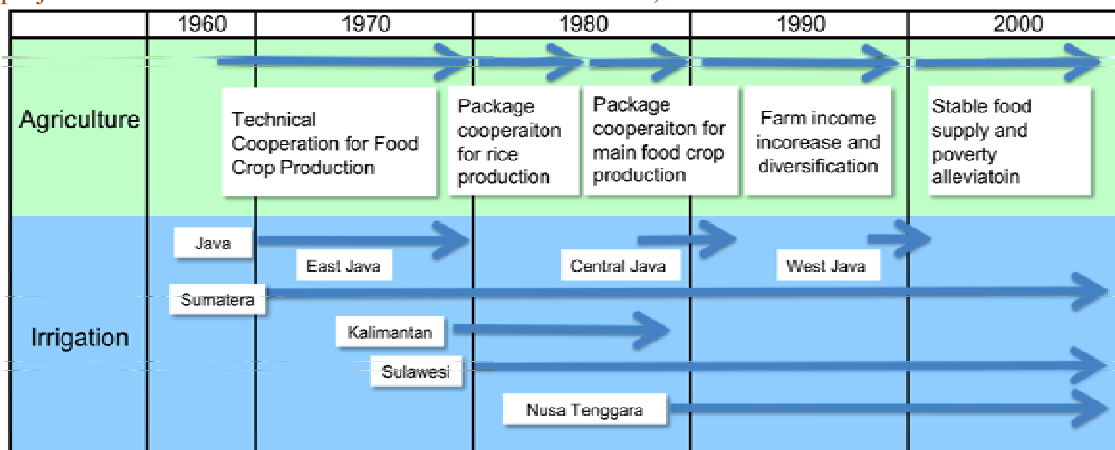 1960 1970 1980 1990 2000
Agriculture
Technical
Cooperation for Food
Crop Production
Package
cooperaiton
for rice
production
Package
cooperaiton for
main food crop
production
Farm income
incorease and
diversification
Stable food
supply and
poverty
alleviatoin
Irrigation
Java
East Java
Central Java
West Java
Sumatera
Kalimantan
Sulawesi
Nusa Tenggara